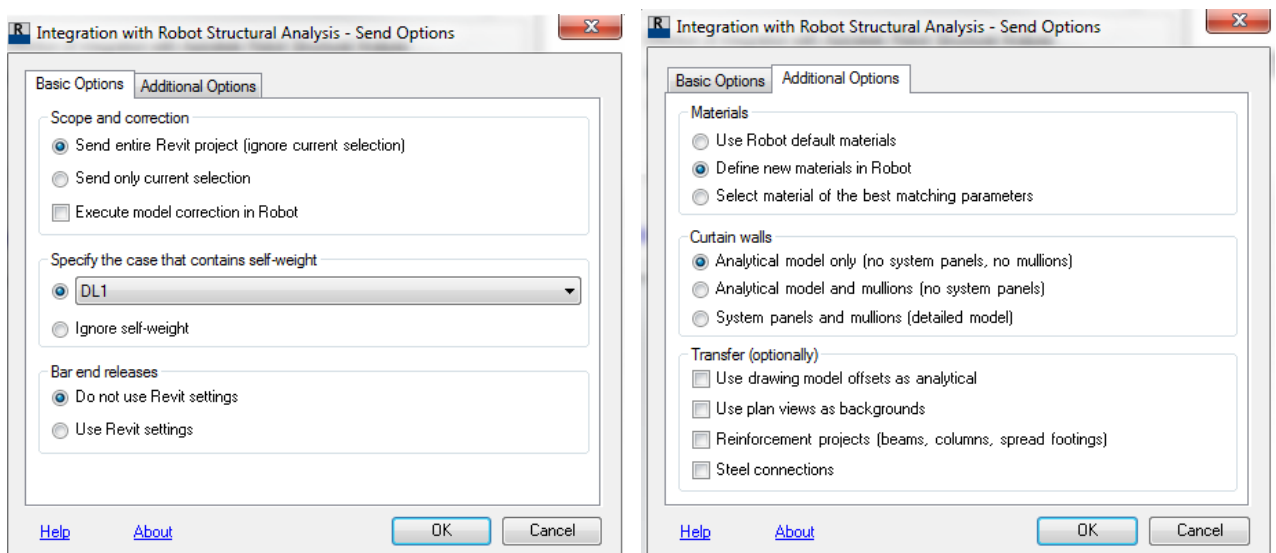 R Integration with Robot Structural Analysis - Send Options
Basic Options Additional Options
Scope and correction
Send entire Revit project (ignore current selection)
Send only current selection
Execute model correction in Robot
Specify the case that contains self-weight
DL1
Ignore self-weight
Bar end releases
Do not use Revit settings
Use Revit settings
Help About OK Cancel
R Integration with Robot Structural Analysis - Send Options
Basic Options Additional Options
Materials
Use Robot default materials
Define new materials in Robot
Select material of the best matching parameters
Curtain walls
Analytical model only (no system panels, no mullions)
Analytical model and mullions (no system panels)
System panels and mullions (detailed model)
Transfer (optionally)
Use drawing model offsets as analytical
Use plan views as backgrounds
Reinforcement projects (beams, columns, spread footings)
Steel connections
Help About OK Cancel